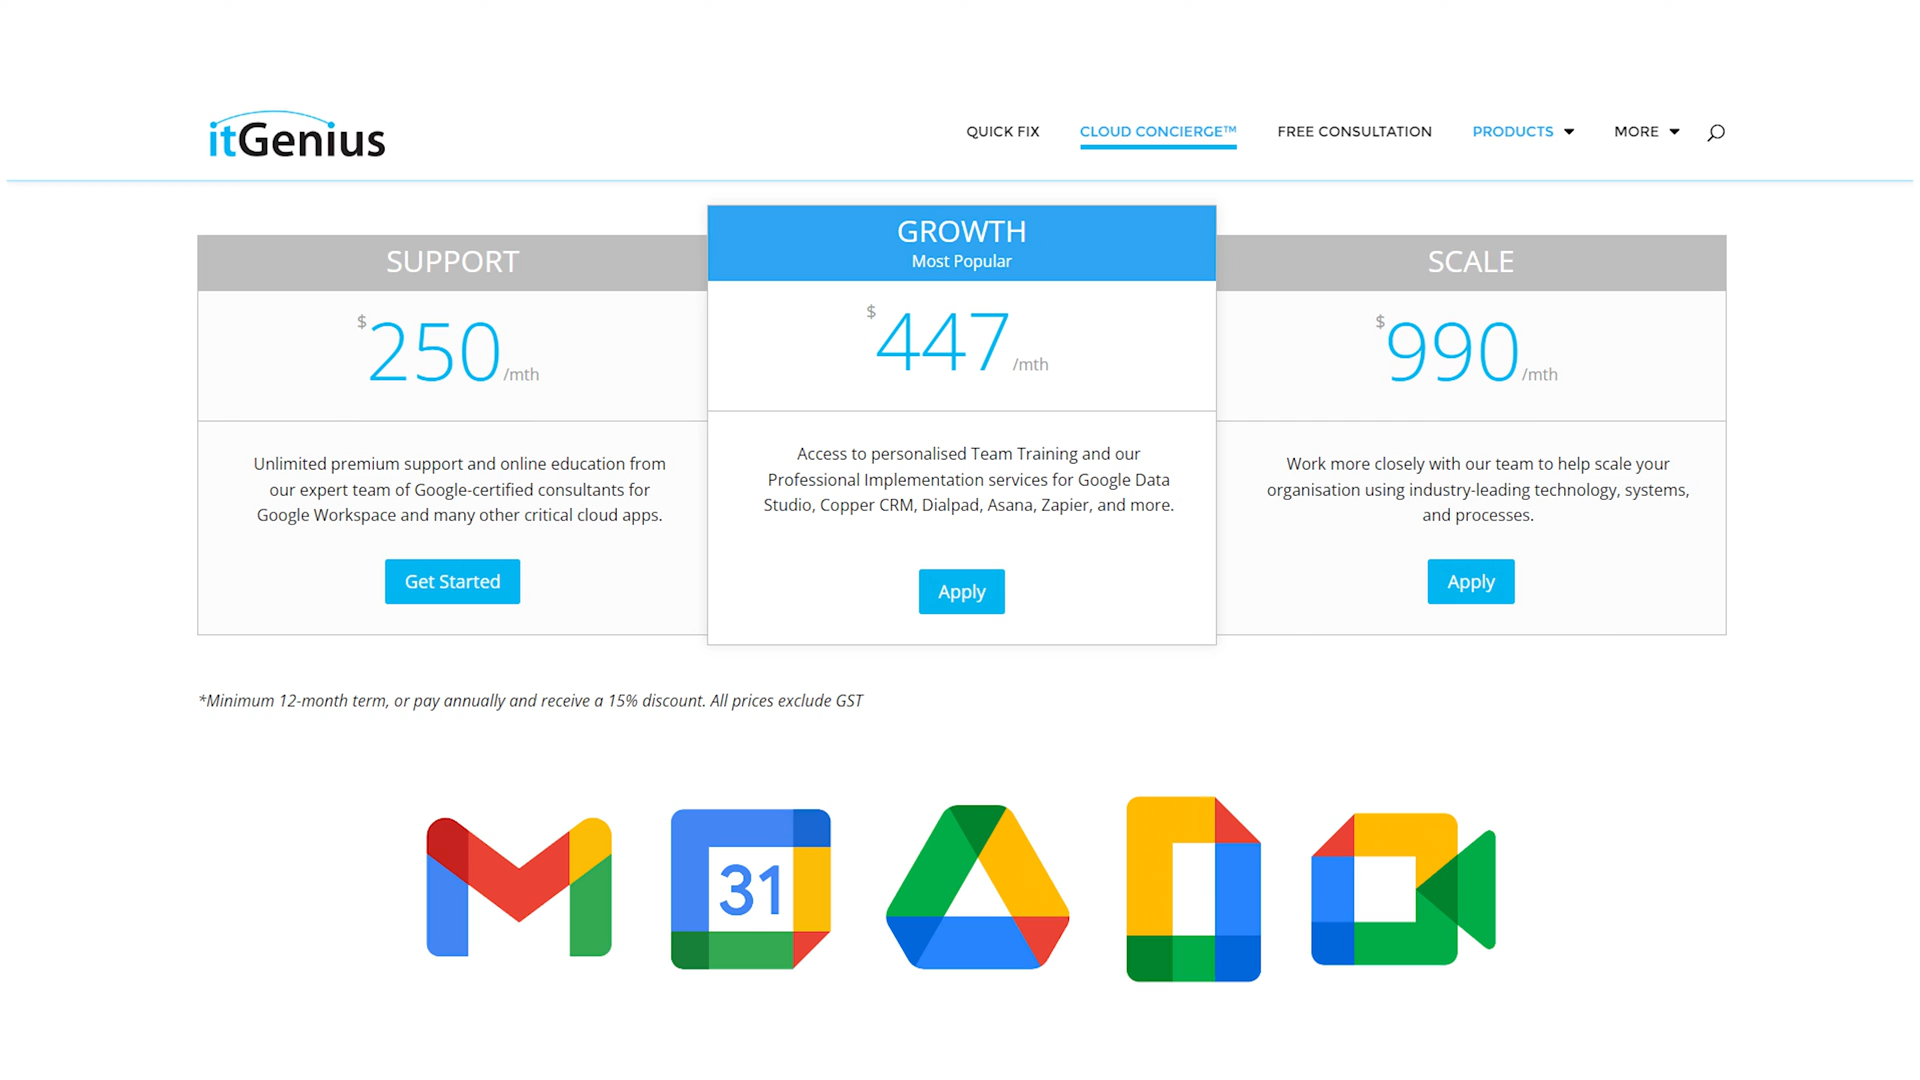 itGenius
QUICK FIX
CLOUD CONCIERGE™
FREE CONSULTATION
PRODUCTS
MORE
SUPPORT
$250/mth
Unlimited premium support and online education from
our expert team of Google-certified consultants for
Google Workspace and many other critical cloud apps.
Get Started
GROWTH
Most Popular
$447/mth
Access to personalised Team Training and our
Professional Implementation services for Google Data
Studio, Copper CRM, Dialpad, Asana, Zapier, and more.
Apply
SCALE
$990/mth
Work more closely with our team to help scale your
organisation using industry-leading technology, systems,
and processes.
Apply
*Minimum 12-month term, or pay annually and receive a 15% discount. All prices exclude GST
31